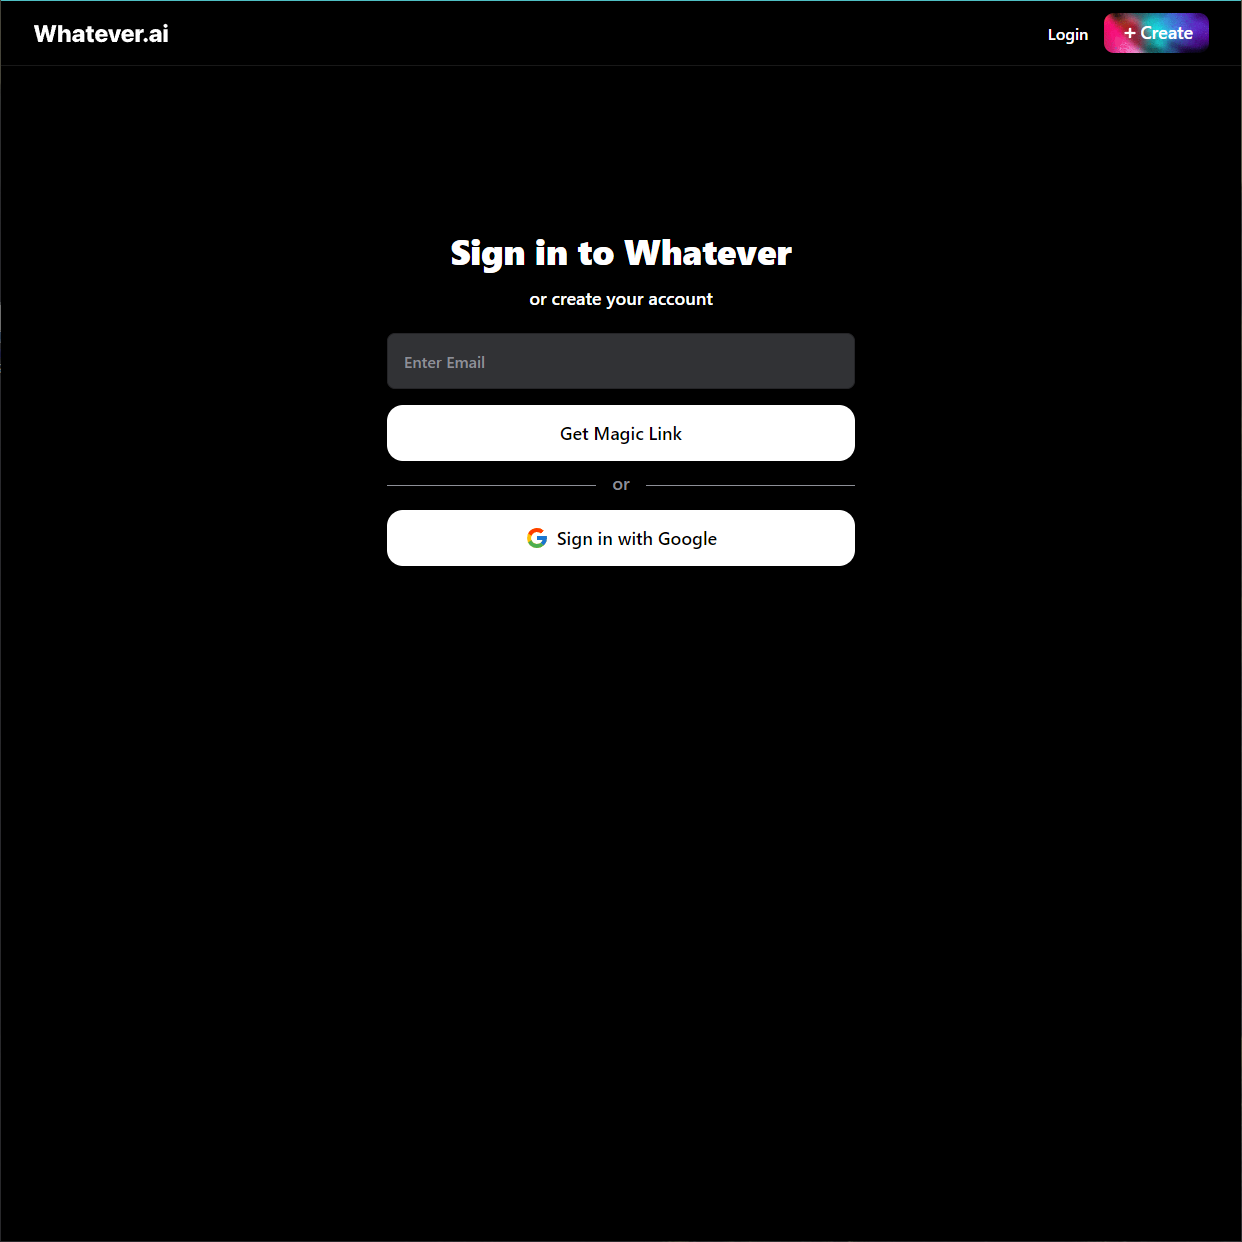 Whatever.ai
Login
+ Create
Sign in to Whatever
or create your account
Enter Email
Get Magic Link
or
Sign in with Google